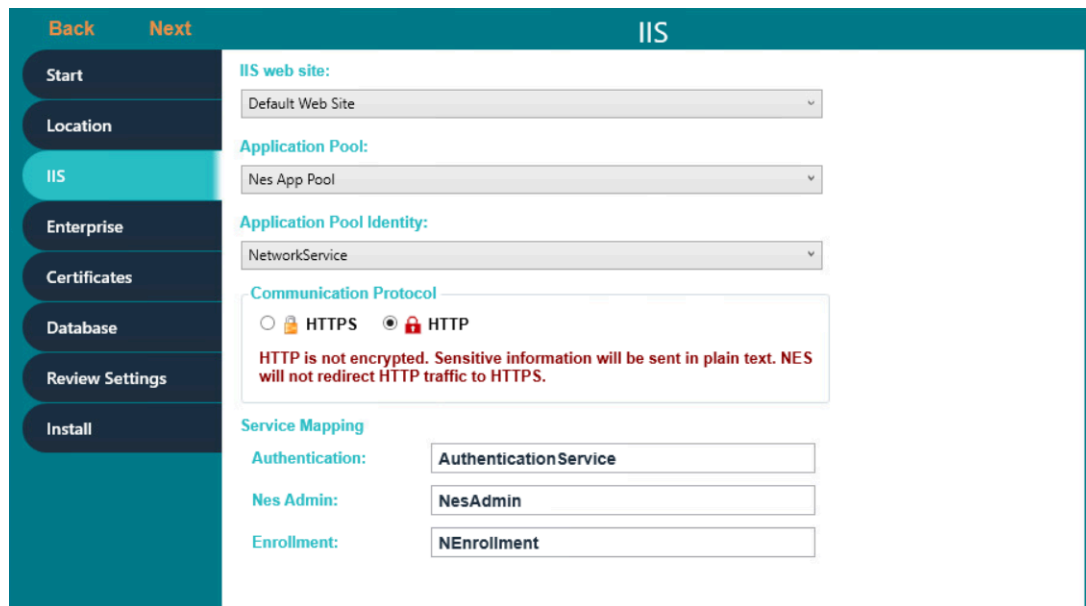 Back Next IIS
Start
Location
IIS
Enterprise
Certificates
Database
Review Settings
Install
IIS web site:
Default Web Site
Application Pool:
Nes App Pool
Application Pool Identity:
NetworkService
Communication Protocol
HTTPS HTTP
HTTP is not encrypted. Sensitive information will be sent in plain text. NES
will not redirect HTTP traffic to HTTPS.
Service Mapping
Authentication: AuthenticationService
Nes Admin: NesAdmin
Enrollment: NEnrollment